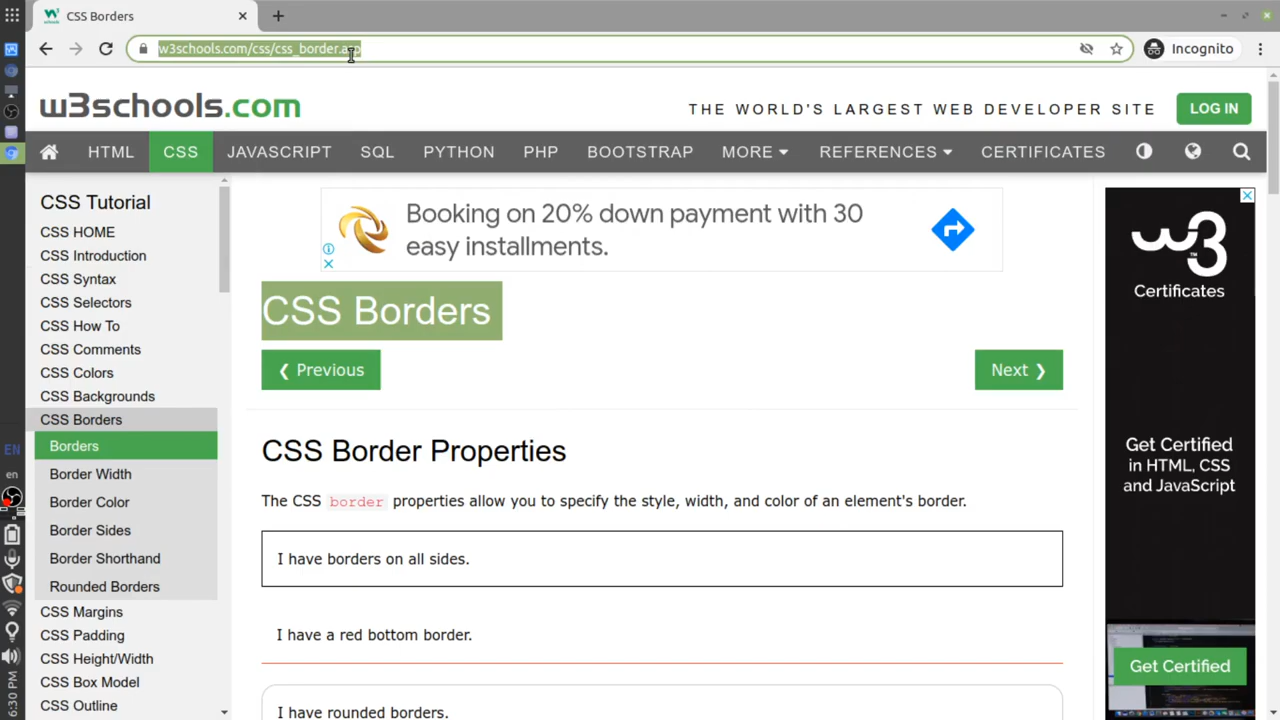 CSS Borders
w3schools.com/css/css_border.asp
Incognito
w3schools.com
THE WORLD'S LARGEST WEB DEVELOPER SITE
LOG IN
HTML
CSS
JAVASCRIPT
SQL
PYTHON
PHP
BOOTSTRAP
MORE
REFERENCES
CERTIFICATES
CSS Tutorial
CSS HOME
CSS Introduction
CSS Syntax
CSS Selectors
CSS How To
CSS Comments
CSS Colors
CSS Backgrounds
CSS Borders
Borders
Border Width
Border Color
Border Sides
Border Shorthand
Rounded Borders
CSS Margins
CSS Padding
CSS Height/Width
CSS Box Model
CSS Outline
Booking on 20% down payment with 30
easy installments.
CSS Borders
❮ Previous
Next ❯
CSS Border Properties
The CSS border properties allow you to specify the style, width, and color of an element's border.
I have borders on all sides.
I have a red bottom border.
I have rounded borders.
w3
TM
Certificates
Get Certified
in HTML, CSS
and JavaScript
Get Certified
EN
en
6:30 PM